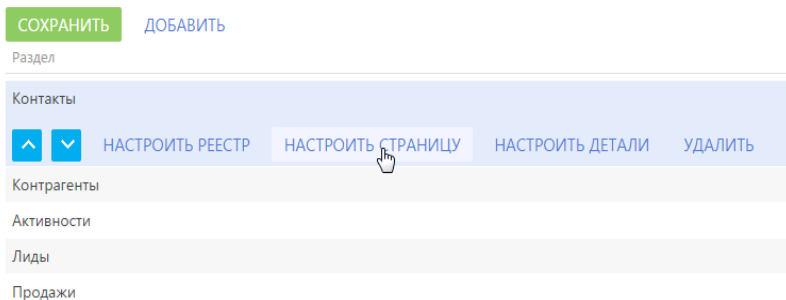 СОХРАНИТЬ ДОБАВИТЬ
Раздел
Контакты
НАСТРОИТЬ РЕЕСТР НАСТРОИТЬ СТРАНИЦУ НАСТРОИТЬ ДЕТАЛИ УДАЛИТЬ
Контрагенты
Активности
Лиды
Продажи